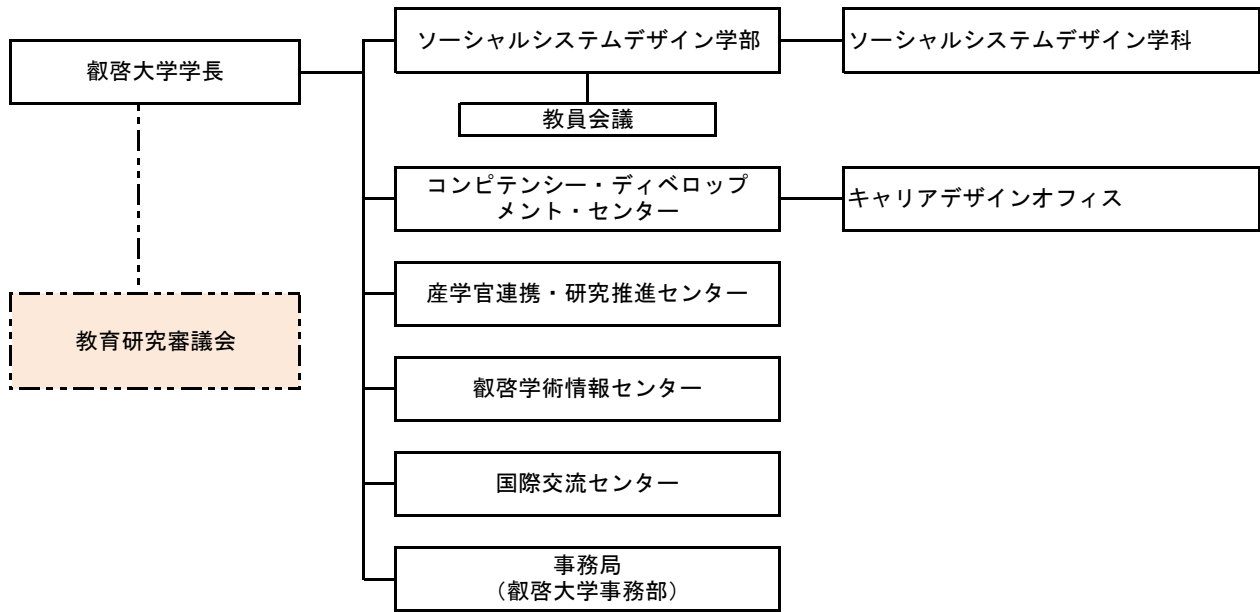 叡啓大学学長
教育研究審議会
ソーシャルシステムデザイン学部
ソーシャルシステムデザイン学科
教員会議
コンピテンシー・ディベロップ
メント・センター
キャリアデザインオフィス
産学官連携・研究推進センター
叡啓学術情報センター
国際交流センター
事務局
（叡啓大学事務部）